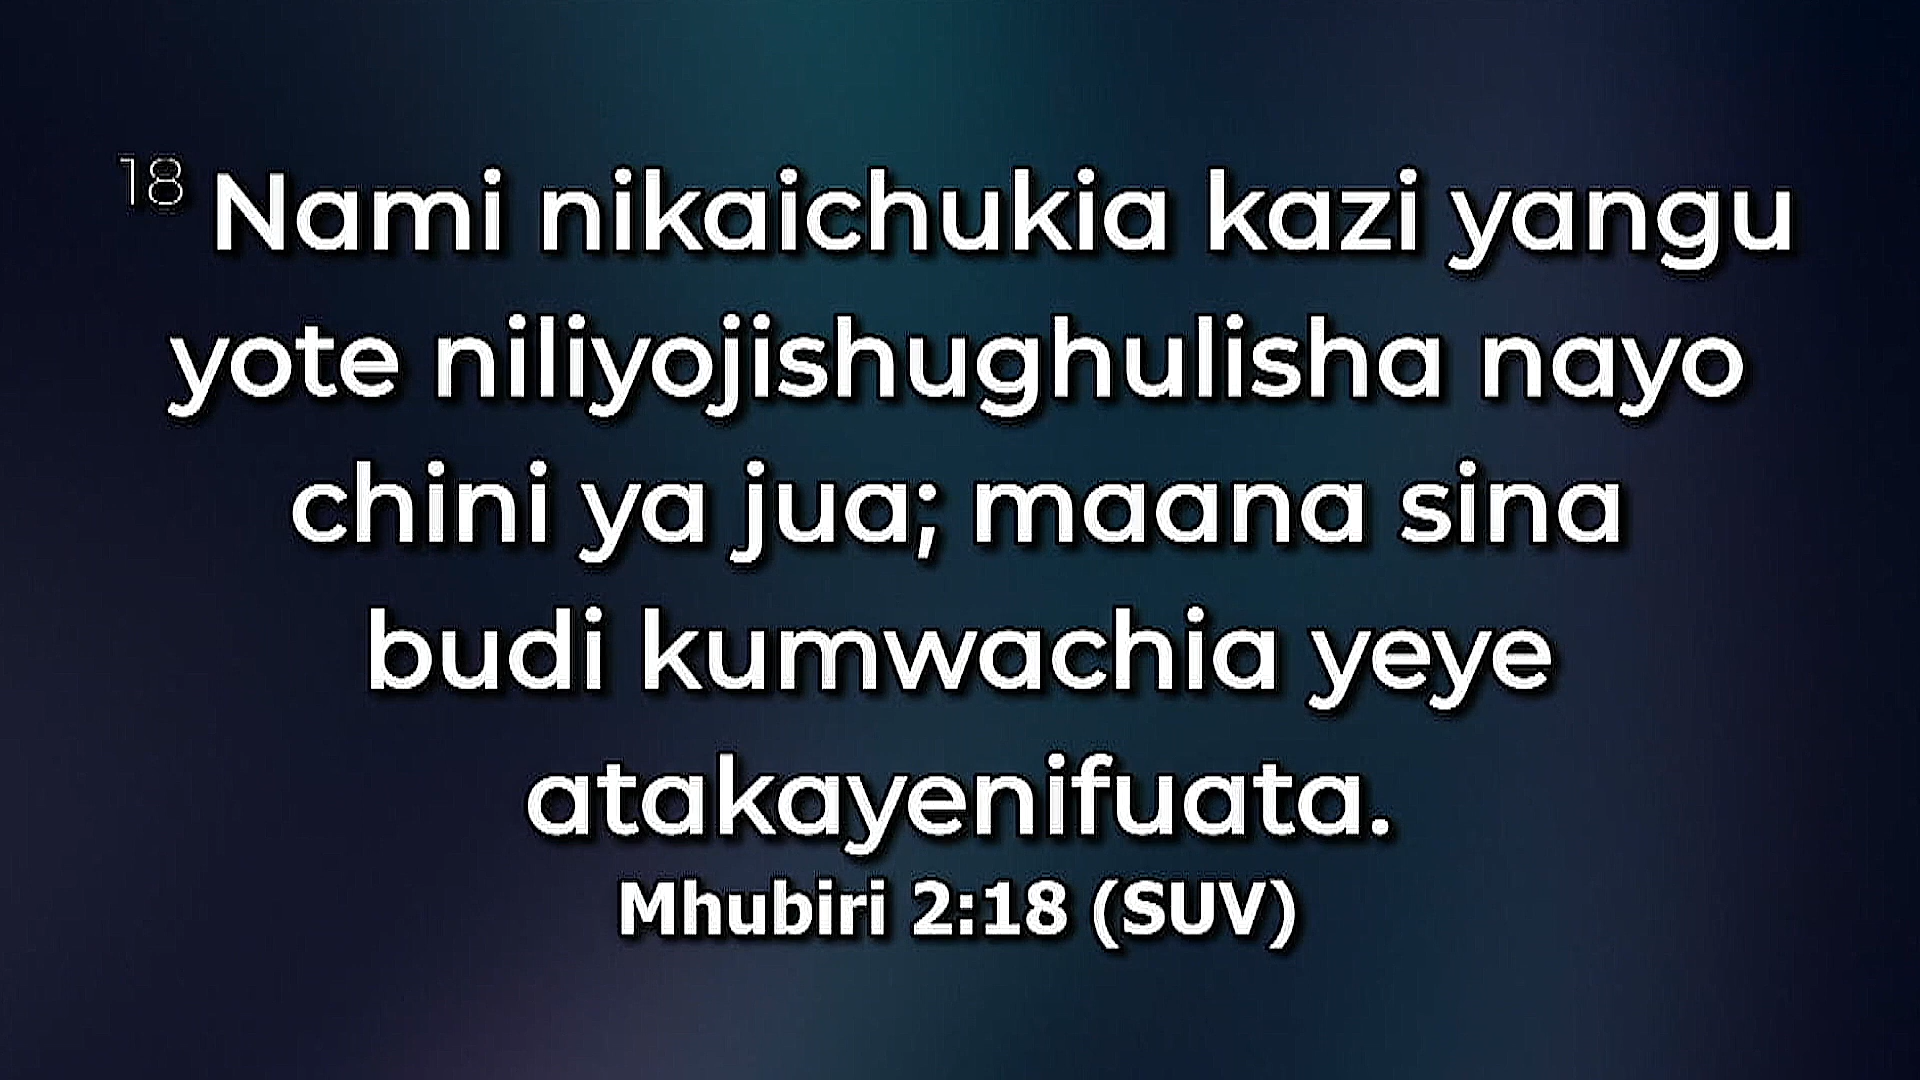 18 Nami nikaichukia kazi yangu
yote niliyojishughulisha nayo
chini ya jua; maana sina
budi kumwachia yeye
atakayenifuata.
Mhubiri 2:18 (SUV)